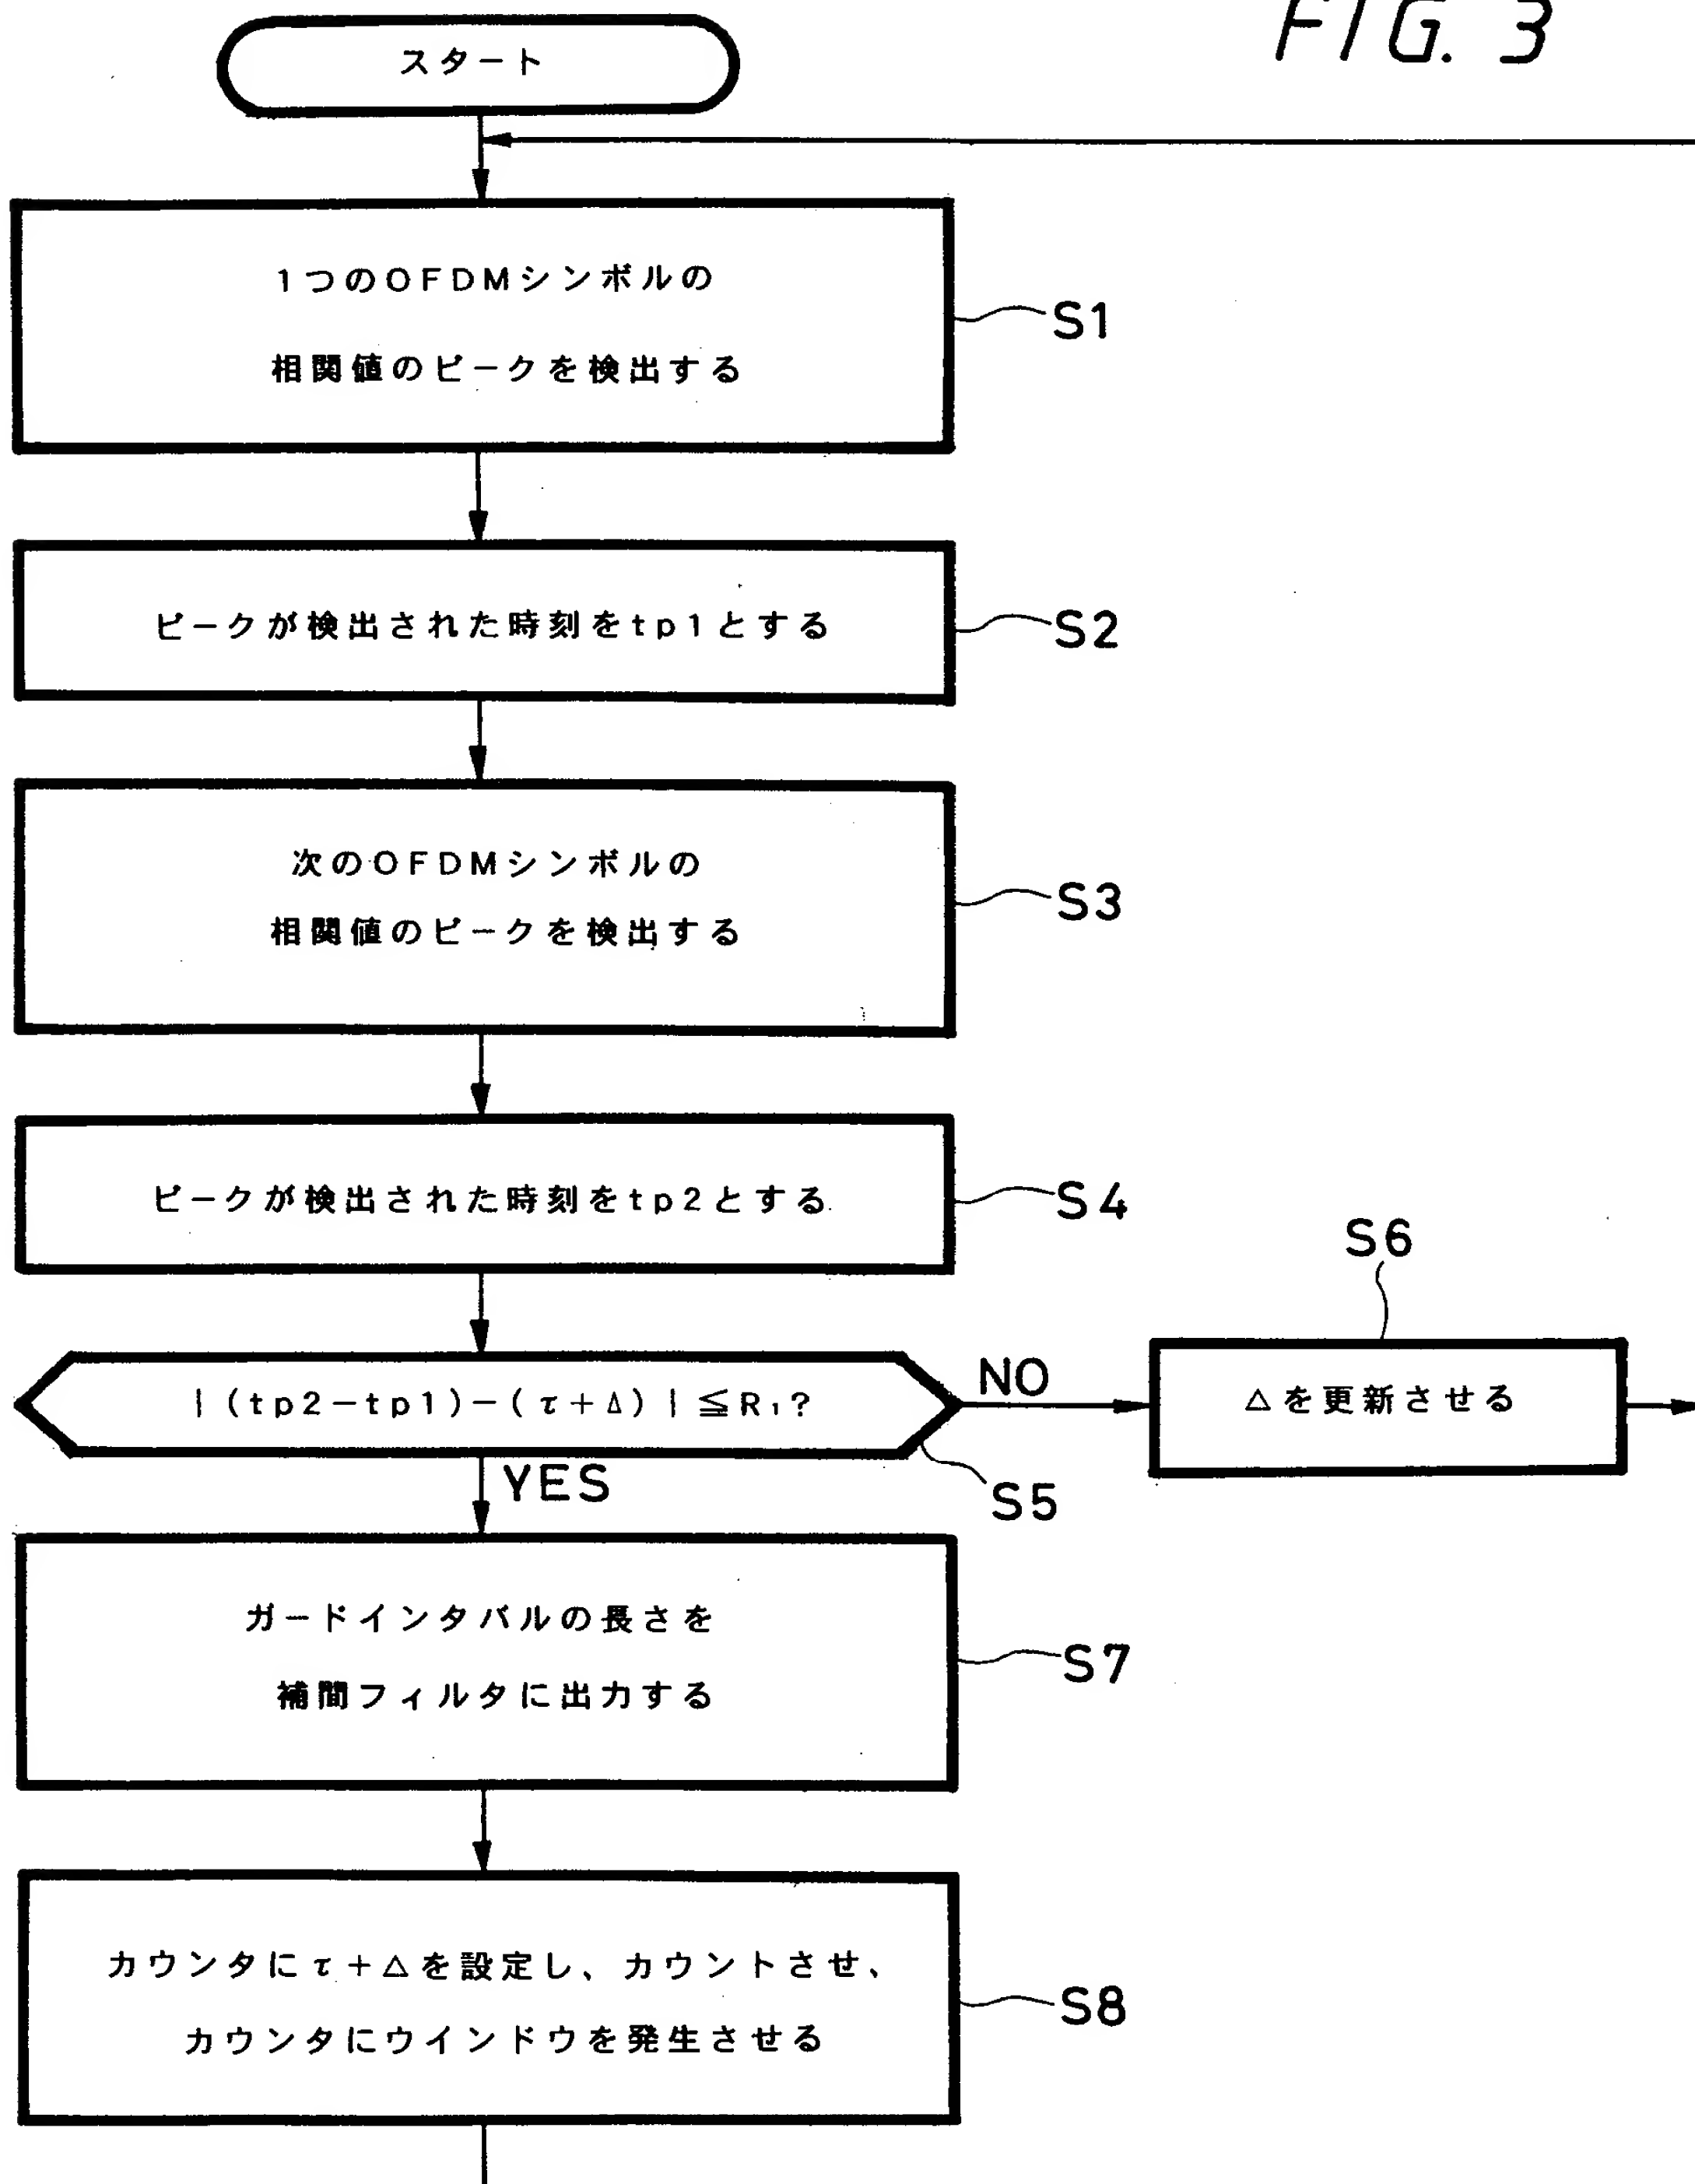 FIG. 3
スタート
1つのOFDMシンボルの
相関値のピークを検出する
S1
ピークが検出された時刻をtp1とする
S2
次のOFDMシンボルの
相関値のピークを検出する
S3
ピークが検出された時刻をtp2とする
S4
|(tp2−tp1)−(τ+Δ)|≦R₁?
S5
NO
YES
S6
△を更新させる
ガードインタバルの長さを
補間フィルタに出力する
S7
カウンタにτ+△を設定し、カウントさせ、
カウンタにウインドウを発生させる
S8